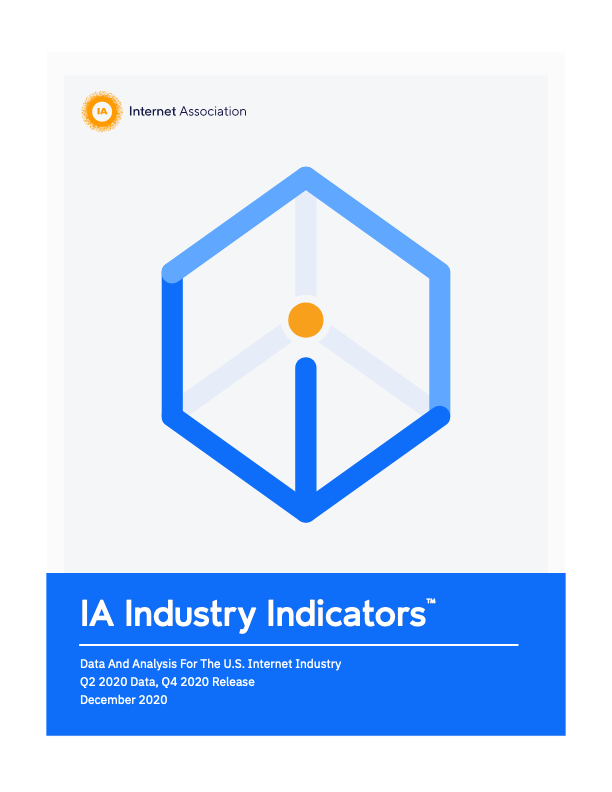 IA Internet Association
IA Industry Indicators™
Data And Analysis For The U.S. Internet Industry
Q2 2020 Data, Q4 2020 Release
December 2020